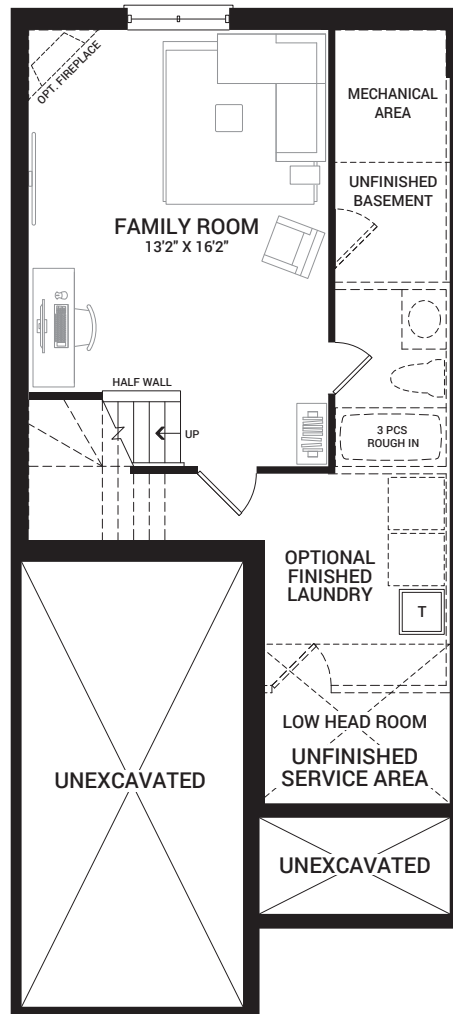 OPT. FIREPLACE
MECHANICAL
AREA
UNFINISHED
BASEMENT
FAMILY ROOM
13'2" X 16'2"
HALF WALL
UP
3 PCS
ROUGH IN
OPTIONAL
FINISHED
LAUNDRY
T
LOW HEAD ROOM
UNFINISHED
SERVICE AREA
UNEXCAVATED
UNEXCAVATED